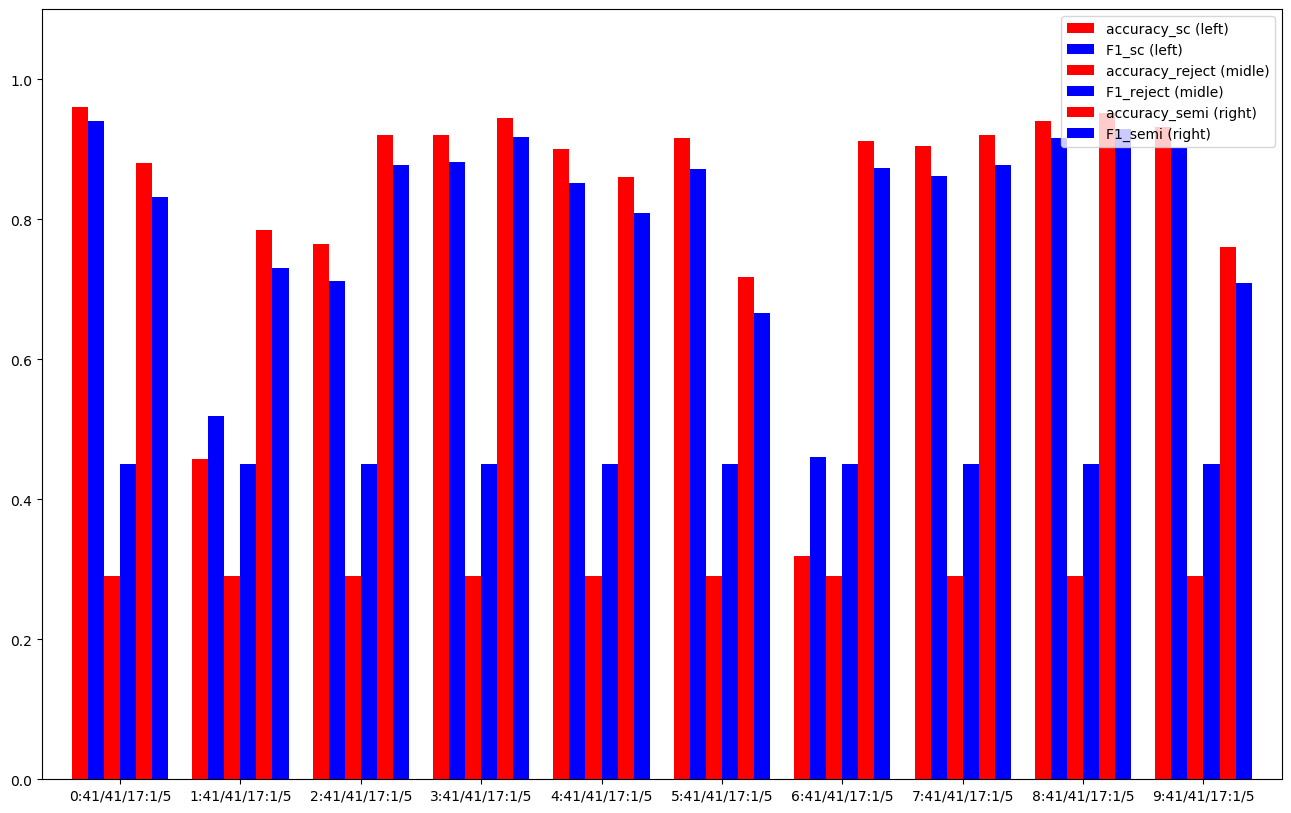 accuracy_sc (left)
F1_sc (left)
accuracy_reject (midle)
F1_reject (midle)
accuracy_semi (right)
F1_semi (right)
1.0
0.8
0.6
0.4
0.2
0.0
0:41/41/17:1/5 1:41/41/17:1/5 2:41/41/17:1/5 3:41/41/17:1/5 4:41/41/17:1/5 5:41/41/17:1/5 6:41/41/17:1/5 7:41/41/17:1/5 8:41/41/17:1/5 9:41/41/17:1/5